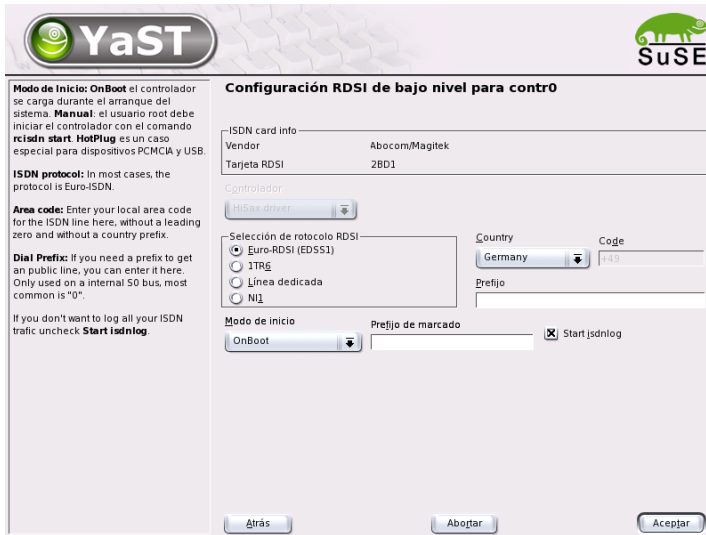 YaST
SuSE
Modo de Inicio: OnBoot el controlador
se carga durante el arranque del
sistema. Manual: el usuario root debe
iniciar el controlador con el comando
rcisdn start. HotPlug es un caso
especial para dispositivos PCMCIA y USB.
ISDN protocol: In most cases, the
protocol is Euro-ISDN.
Area code: Enter your local area code
for the ISDN line here, without a leading
zero and without a country prefix.
Dial Prefix: If you need a prefix to get
an public line, you can enter it here.
Only used on a internal S0 bus, most
common is "0".
If you don't want to log all your ISDN
trafic uncheck Start isdnlog.
Configuración RDSI de bajo nivel para contr0
ISDN card info
Vendor Abocom/Magitek
Tarjeta RDSI 2BD1
Controlador
HiSax driver
Selección de rotocolo RDSI
Euro-RDSI (EDSS1)
1TR6
Línea dedicada
NI1
Country Code
Germany +49
Prefijo
Modo de inicio Prefijo de marcado
OnBoot Start isdnlog
Atrás Abortar Aceptar